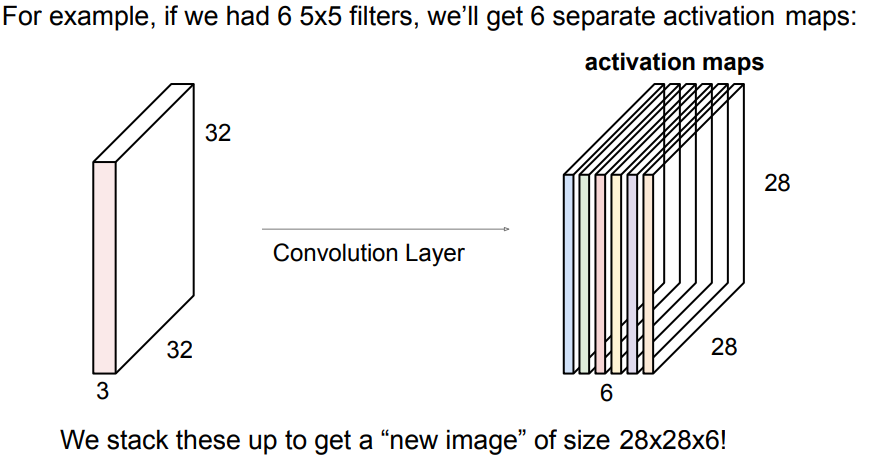 For example, if we had 6 5x5 filters, we’ll get 6 separate activation maps:
activation maps
32
28
Convolution Layer
32
28
3
6
We stack these up to get a “new image” of size 28x28x6!